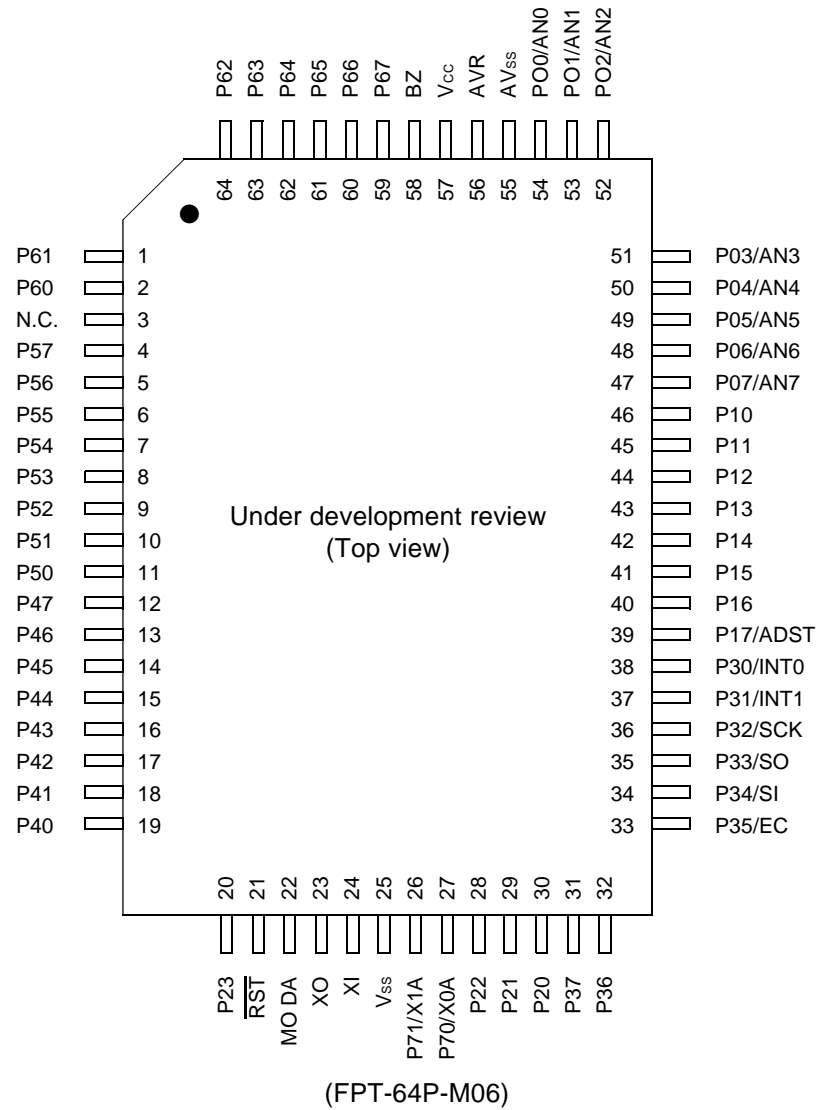 P62 P63 P64 P65 P66 P67 BZ Vcc AVR AVss PO0/AN0 PO1/AN1 PO2/AN2
64 63 62 61 60 59 58 57 56 55 54 53 52
P61 1 51 P03/AN3
P60 2 50 P04/AN4
N.C. 3 49 P05/AN5
P57 4 48 P06/AN6
P56 5 47 P07/AN7
P55 6 46 P10
P54 7 45 P11
P53 8 44 P12
P52 9 43 P13
Under development review
P51 10 42 P14
(Top view)
P50 11 41 P15
P47 12 40 P16
P46 13 39 P17/ADST
P45 14 38 P30/INT0
P44 15 37 P31/INT1
P43 16 36 P32/SCK
P42 17 35 P33/SO
P41 18 34 P34/SI
P40 19 33 P35/EC
20 21 22 23 24 25 26 27 28 29 30 31 32
P23 RST MO DA XO XI Vss P71/X1A P70/X0A P22 P21 P20 P37 P36
(FPT-64P-M06)